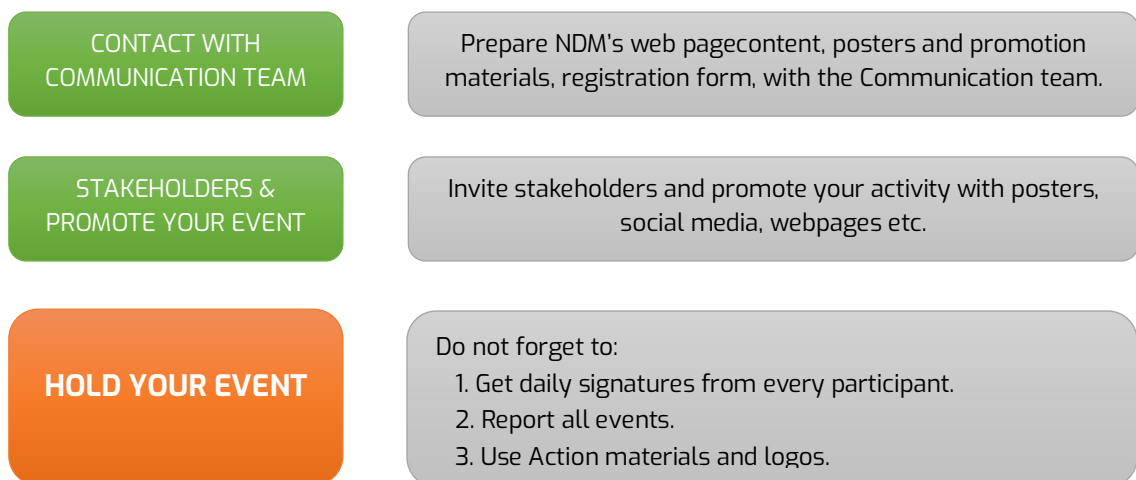 CONTACT WITH
COMMUNICATION TEAM
Prepare NDM's web pagecontent, posters and promotion
materials, registration form, with the Communication team.
STAKEHOLDERS &
PROMOTE YOUR EVENT
Invite stakeholders and promote your activity with posters,
social media, webpages etc.
HOLD YOUR EVENT
Do not forget to:
1. Get daily signatures from every participant.
2. Report all events.
3. Use Action materials and logos.